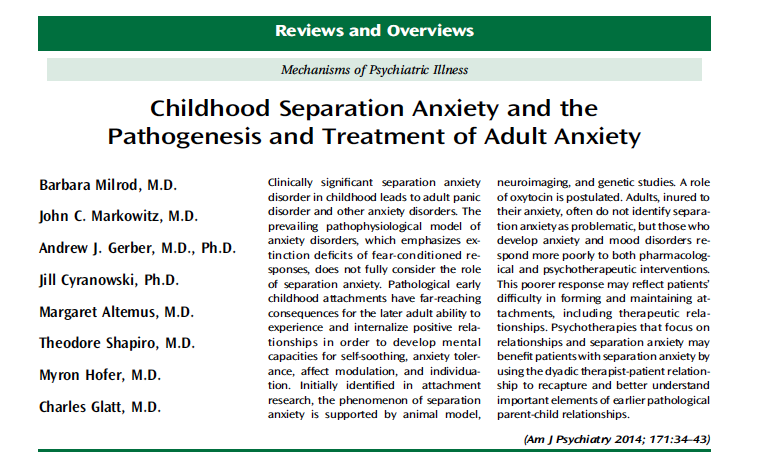 Reviews and Overviews
Mechanisms of Psychiatric Illness
Childhood Separation Anxiety and the
Pathogenesis and Treatment of Adult Anxiety
Barbara Milrod, M.D.
John C. Markowitz, M.D.
Andrew J. Gerber, M.D., Ph.D.
Jill Cyranowski, Ph.D.
Margaret Altemus, M.D.
Theodore Shapiro, M.D.
Myron Hofer, M.D.
Charles Glatt, M.D.
Clinically significant separation anxiety
disorder in childhood leads to adult panic
disorder and other anxiety disorders. The
prevailing pathophysiological model of
anxiety disorders, which emphasizes ex-
tinction deficits of fear-conditioned re-
sponses, does not fully consider the role
of separation anxiety. Pathological early
childhood attachments have far-reaching
consequences for the later adult ability to
experience and internalize positive rela-
tionships in order to develop mental
capacities for self-soothing, anxiety toler-
ance, affect modulation, and individua-
tion. Initially identified in attachment
research, the phenomenon of separation
anxiety is supported by animal model,
neuroimaging, and genetic studies. A role
of oxytocin is postulated. Adults, inured to
their anxiety, often do not identify separa-
tion anxiety as problematic, but those who
develop anxiety and mood disorders re-
spond more poorly to both pharmacolog-
ical and psychotherapeutic interventions.
This poorer response may reflect patients'
difficulty in forming and maintaining at-
tachments, including therapeutic rela-
tionships. Psychotherapies that focus on
relationships and separation anxiety may
benefit patients with separation anxiety by
using the dyadic therapist-patient relation-
ship to recapture and better understand
important elements of earlier pathological
parent-child relationships.
(Am J Psychiatry 2014; 171:34–43)